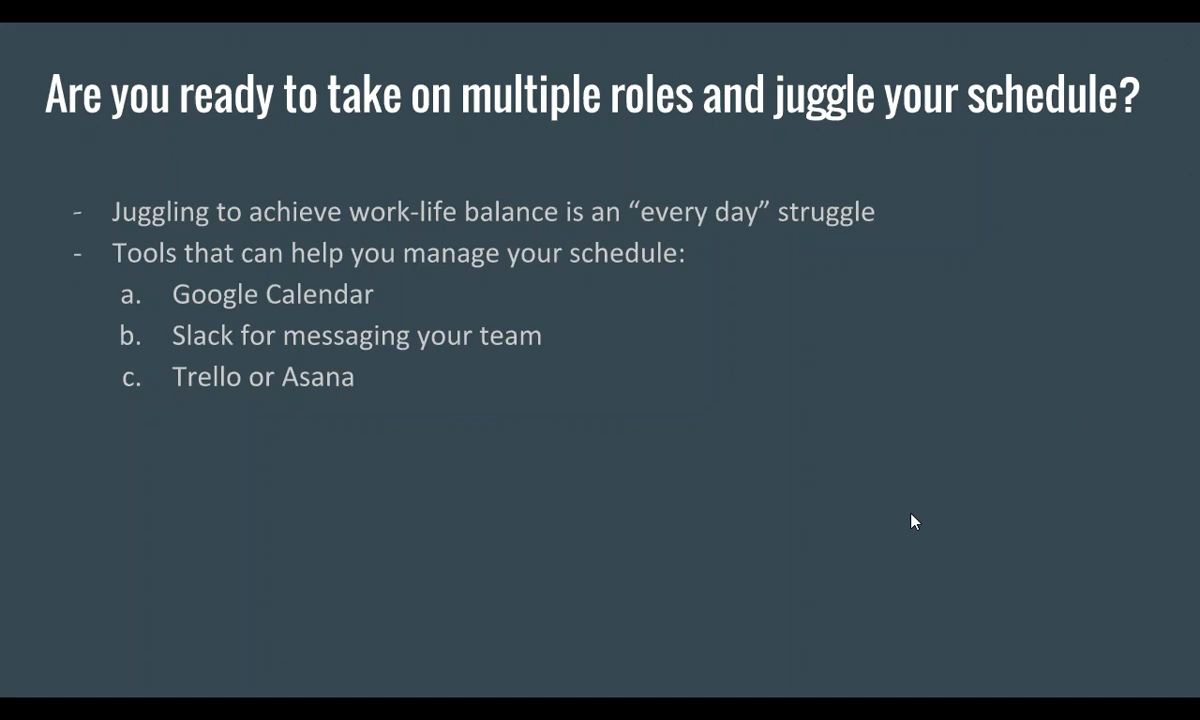 Are you ready to take on multiple roles and juggle your schedule?
- Juggling to achieve work-life balance is an “every day” struggle
- Tools that can help you manage your schedule:
a. Google Calendar
b. Slack for messaging your team
c. Trello or Asana